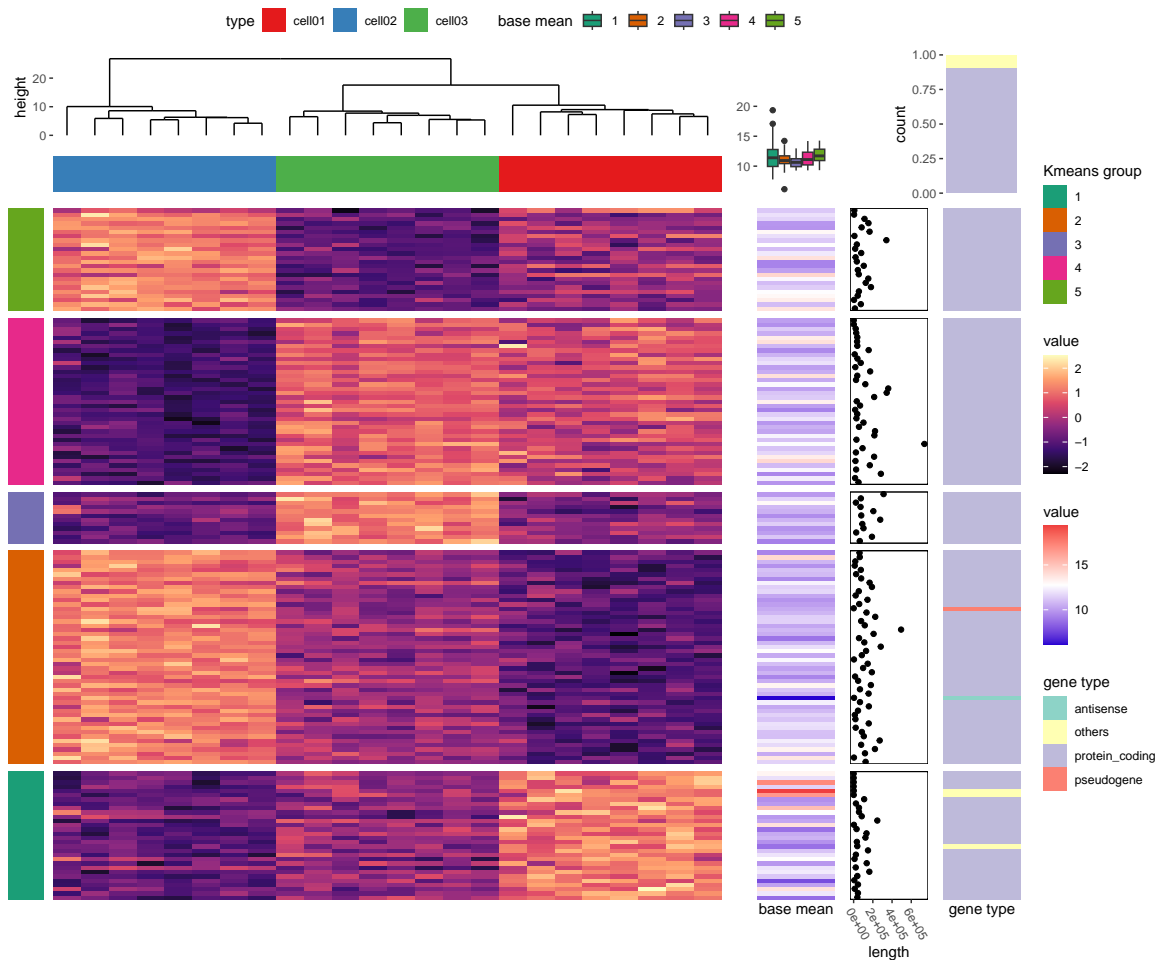 type cell01 cell02 cell03 base mean 1 2 3 4 5
height
20
10
0
20
15
10
count
1.00
0.75
0.50
0.25
0.00
Kmeans group
1
2
3
4
5
value
2
1
0
−1
−2
value
15
10
gene type
antisense
others
protein_coding
pseudogene
base mean
0e+00
2e+05
4e+05
6e+05
length
gene type